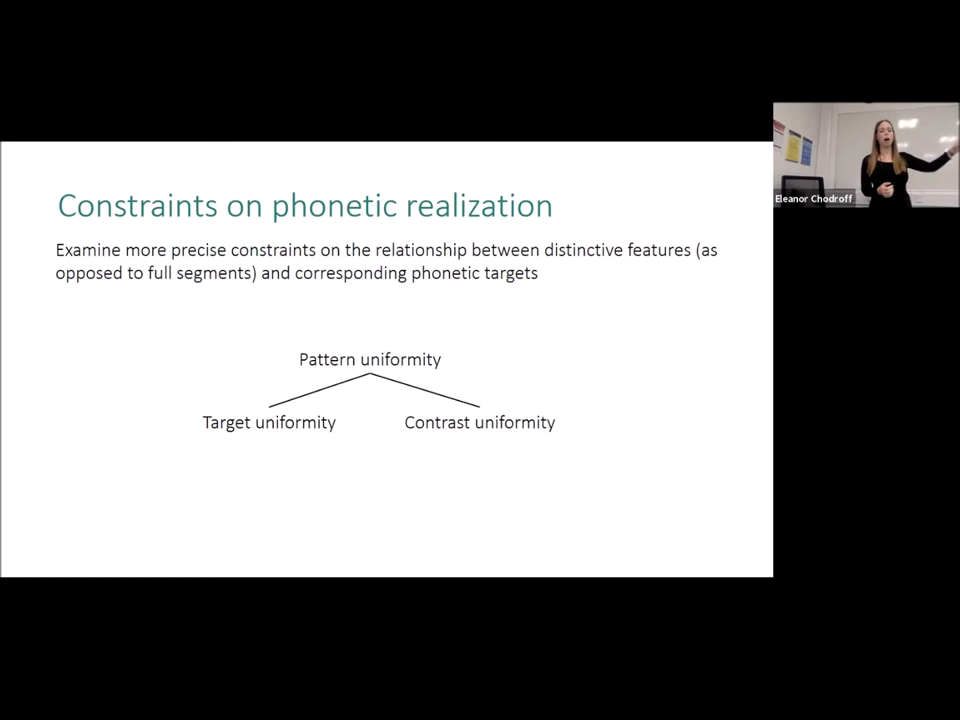 Constraints on phonetic realization
Examine more precise constraints on the relationship between distinctive features (as
opposed to full segments) and corresponding phonetic targets
Pattern uniformity
Target uniformity
Contrast uniformity
Eleanor Chodroff